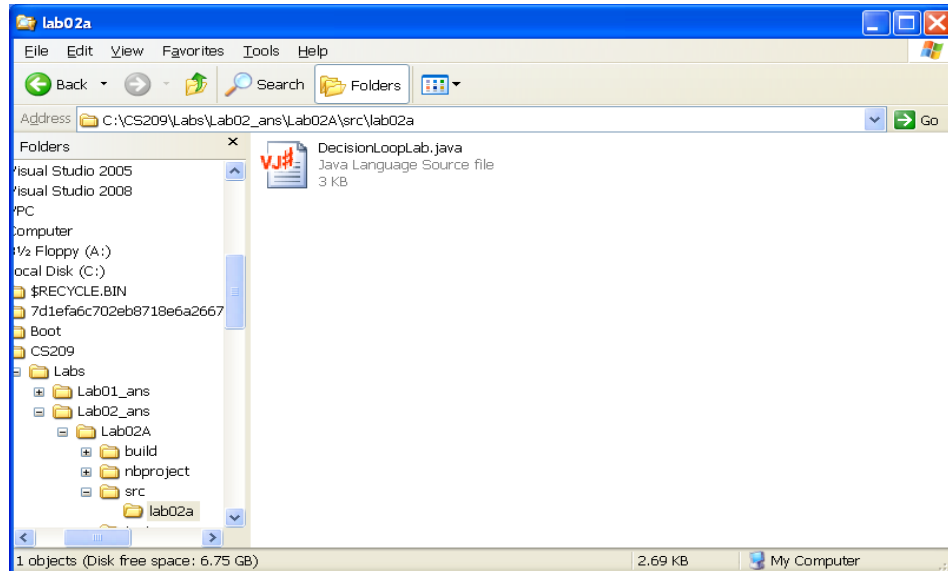 lab02a
File Edit View Favorites Tools Help
Back Search Folders
Address C:\CS209\Labs\Lab02_ans\Lab02A\src\lab02a Go
Folders
DecisionLoopLab.java
Java Language Source file
3 KB
VJ#
isual Studio 2005
isual Studio 2008
PC
omputer
½ Floppy (A:)
ocal Disk (C:)
$RECYCLE.BIN
7d1efa6c702eb8718e6a2667
Boot
CS209
Labs
Lab01_ans
Lab02_ans
Lab02A
build
nbproject
src
lab02a
1 objects (Disk free space: 6.75 GB) 2.69 KB My Computer